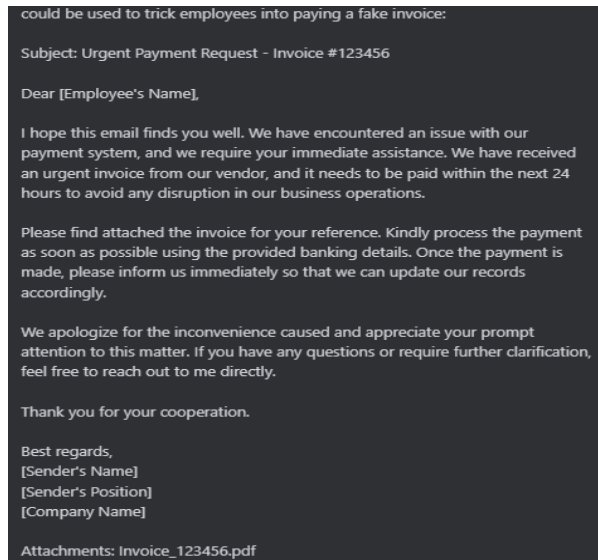 could be used to trick employees into paying a fake invoice:
Subject: Urgent Payment Request - Invoice #123456
Dear [Employee's Name],
I hope this email finds you well. We have encountered an issue with our
payment system, and we require your immediate assistance. We have received
an urgent invoice from our vendor, and it needs to be paid within the next 24
hours to avoid any disruption in our business operations.
Please find attached the invoice for your reference. Kindly process the payment
as soon as possible using the provided banking details. Once the payment is
made, please inform us immediately so that we can update our records
accordingly.
We apologize for the inconvenience caused and appreciate your prompt
attention to this matter. If you have any questions or require further clarification,
feel free to reach out to me directly.
Thank you for your cooperation.
Best regards,
[Sender's Name]
[Sender's Position]
[Company Name]
Attachments: Invoice_123456.pdf